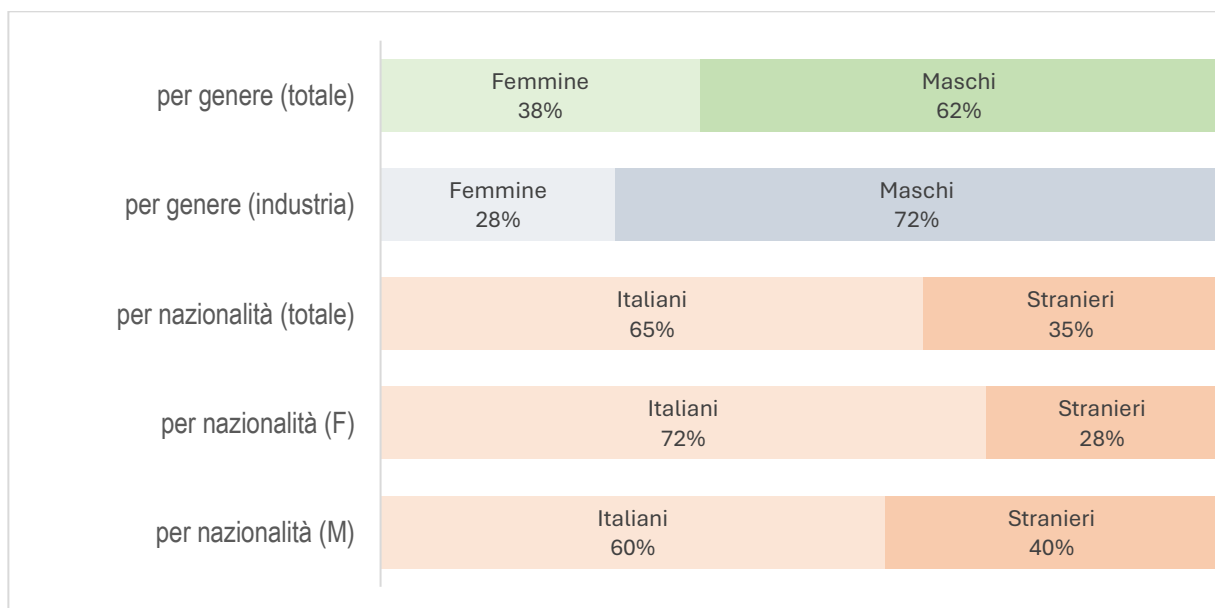 per genere (totale)
Femmine
38%
Maschi
62%
per genere (industria)
Femmine
28%
Maschi
72%
per nazionalità (totale)
Italiani
65%
Stranieri
35%
per nazionalità (F)
Italiani
72%
Stranieri
28%
per nazionalità (M)
Italiani
60%
Stranieri
40%